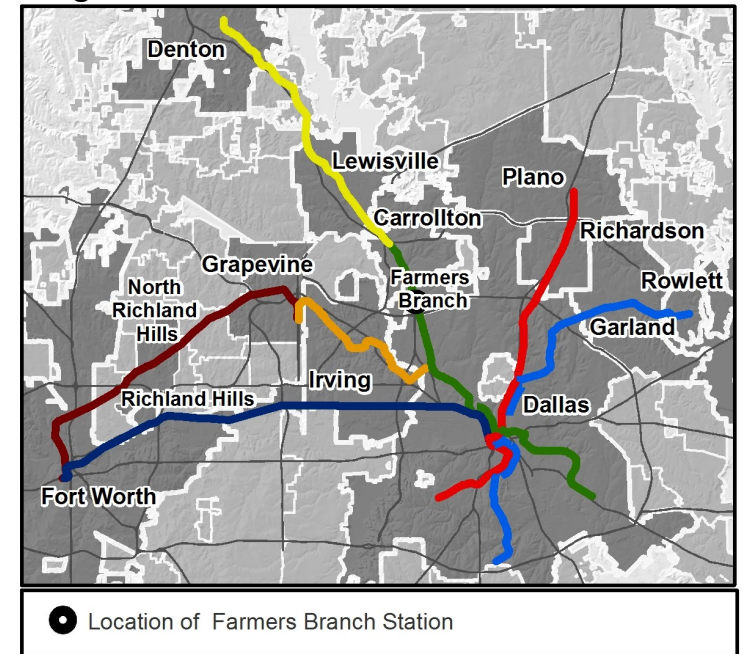 Denton
Lewisville
Plano
Carrollton
Richardson
Grapevine
Farmers
Branch
Rowlett
North
Richland
Hills
Garland
Irving
Richland Hills
Dallas
Fort Worth
Location of Farmers Branch Station